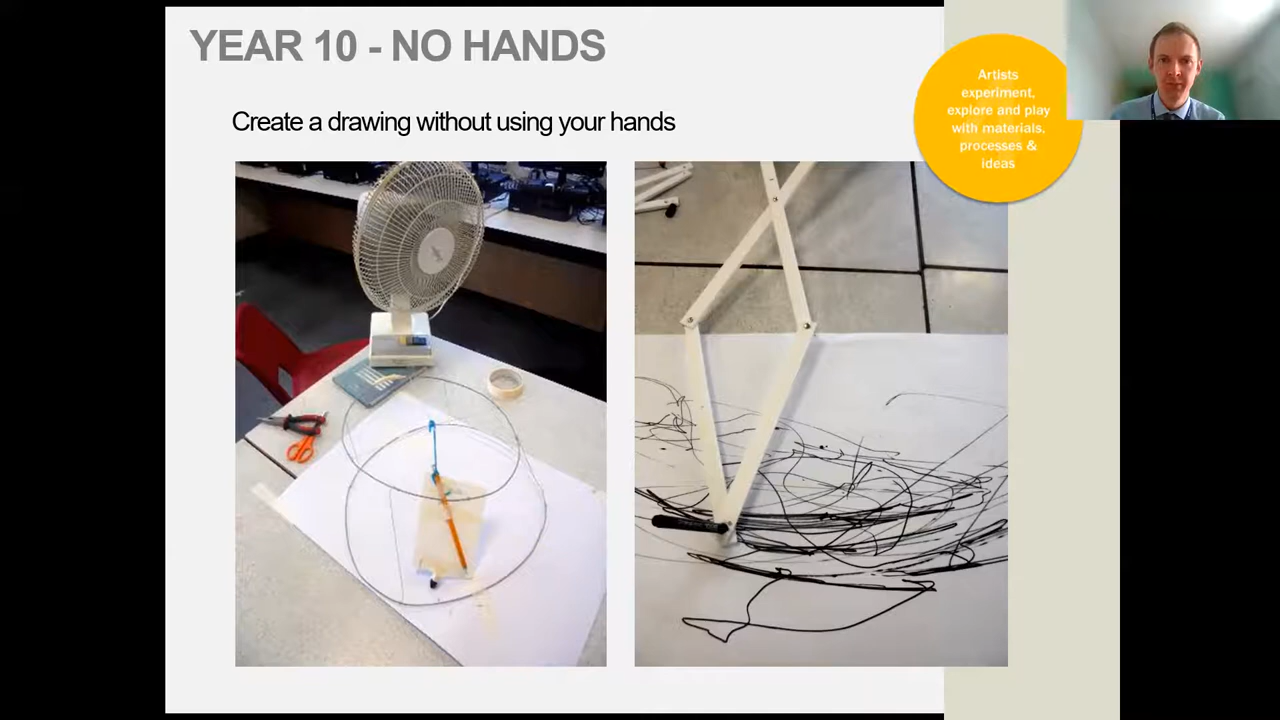 YEAR 10 - NO HANDS
Create a drawing without using your hands
Artists
experiment,
explore and play
with materials,
processes &
ideas